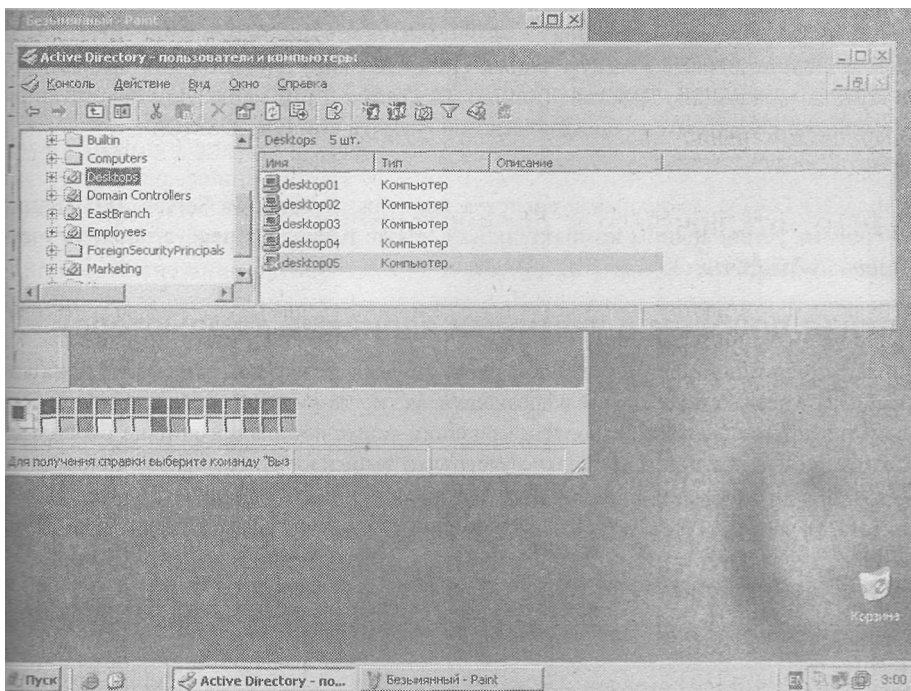 Безымянный - Paint
Active Directory - пользователи и компьютеры
Консоль Действие Вид Окно Справка
Builtin
Computers
Desktops
Domain Controllers
EastBranch
Employees
ForeignSecurityPrincipals
Marketing
Desktops 5 шт.
Имя Тип Описание
desktop01 Компьютер
desktop02 Компьютер
desktop03 Компьютер
desktop04 Компьютер
desktop05 Компьютер
Для получения справки выберите команду "Выз
Корзина
Пуск Active Directory - по... Безымянный - Paint 3:00